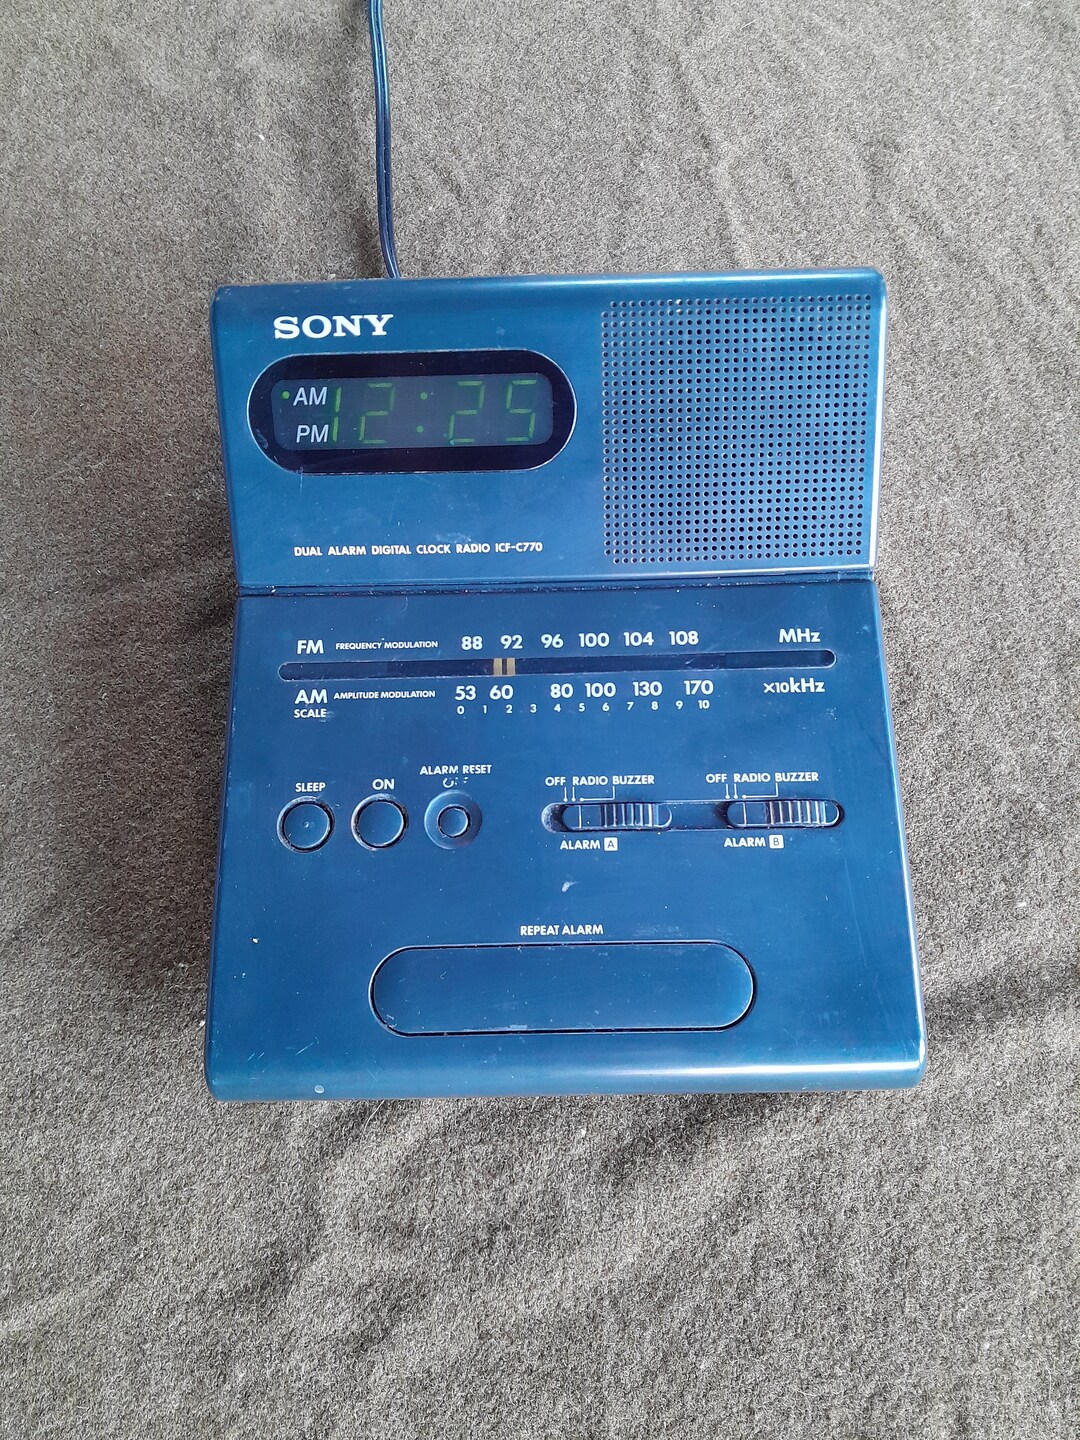 SONY
AM 12:25
PM
DUAL ALARM DIGITAL CLOCK RADIO ICF-C770
FM FREQUENCY MODULATION 88 92 96 100 104 108 MHz
AM AMPLITUDE MODULATION 53 60 80 100 130 170 ×10kHz
SCALE 0 1 2 3 4 5 6 7 8 9 10
ALARM RESET
SLEEP ON OFF OFF RADIO BUZZER OFF RADIO BUZZER
ALARM A ALARM B
REPEAT ALARM